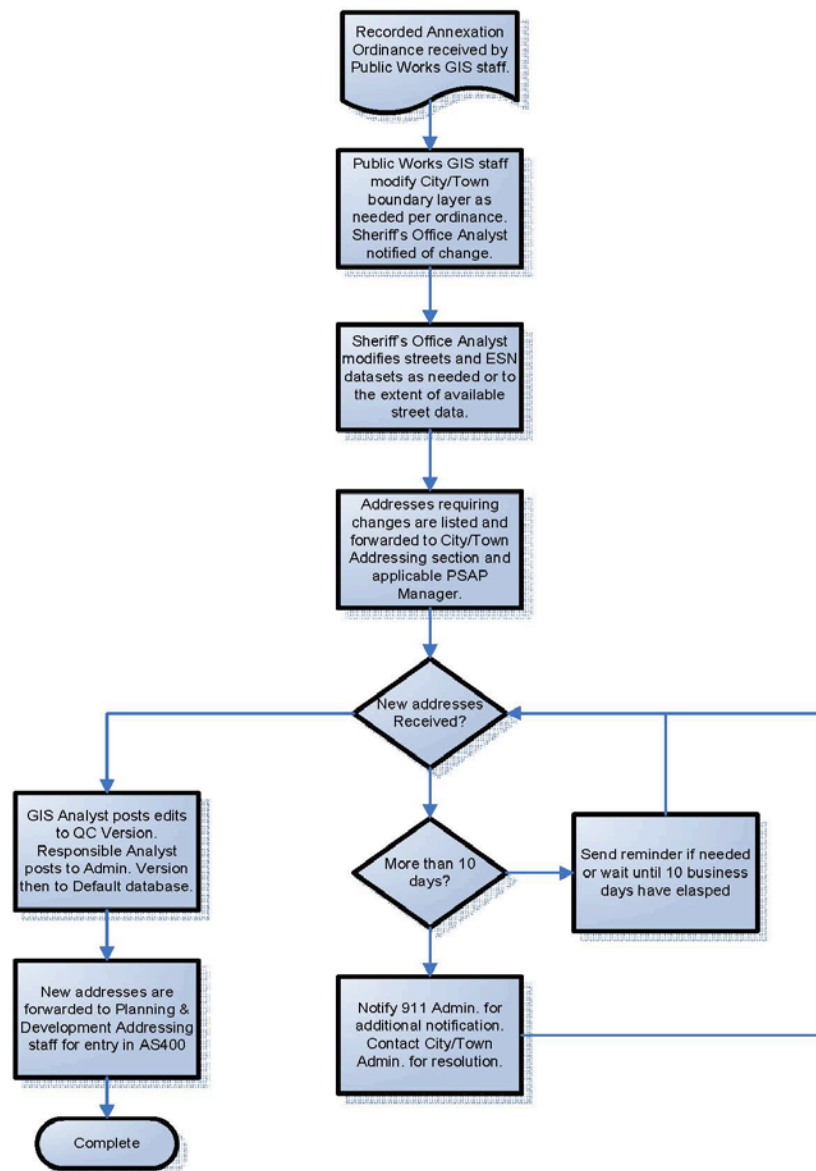 Recorded Annexation
Ordinance received by
Public Works GIS staff.
Public Works GIS staff
modify City/Town
boundary layer as
needed per ordinance.
Sheriff's Office Analyst
notified of change.
Sheriff's Office Analyst
modifies streets and ESN
datasets as needed or to
the extent of available
street data.
Addresses requiring
changes are listed and
forwarded to City/Town
Addressing section and
applicable PSAP
Manager.
New addresses
Received?
GIS Analyst posts edits
to QC Version.
Responsible Analyst
posts to Admin. Version
then to Default database.
More than 10
days?
Send reminder if needed
or wait until 10 business
days have elasped
New addresses are
forwarded to Planning &
Development Addressing
staff for entry in AS400
Notify 911 Admin. for
additional notification.
Contact City/Town
Admin. for resolution.
Complete